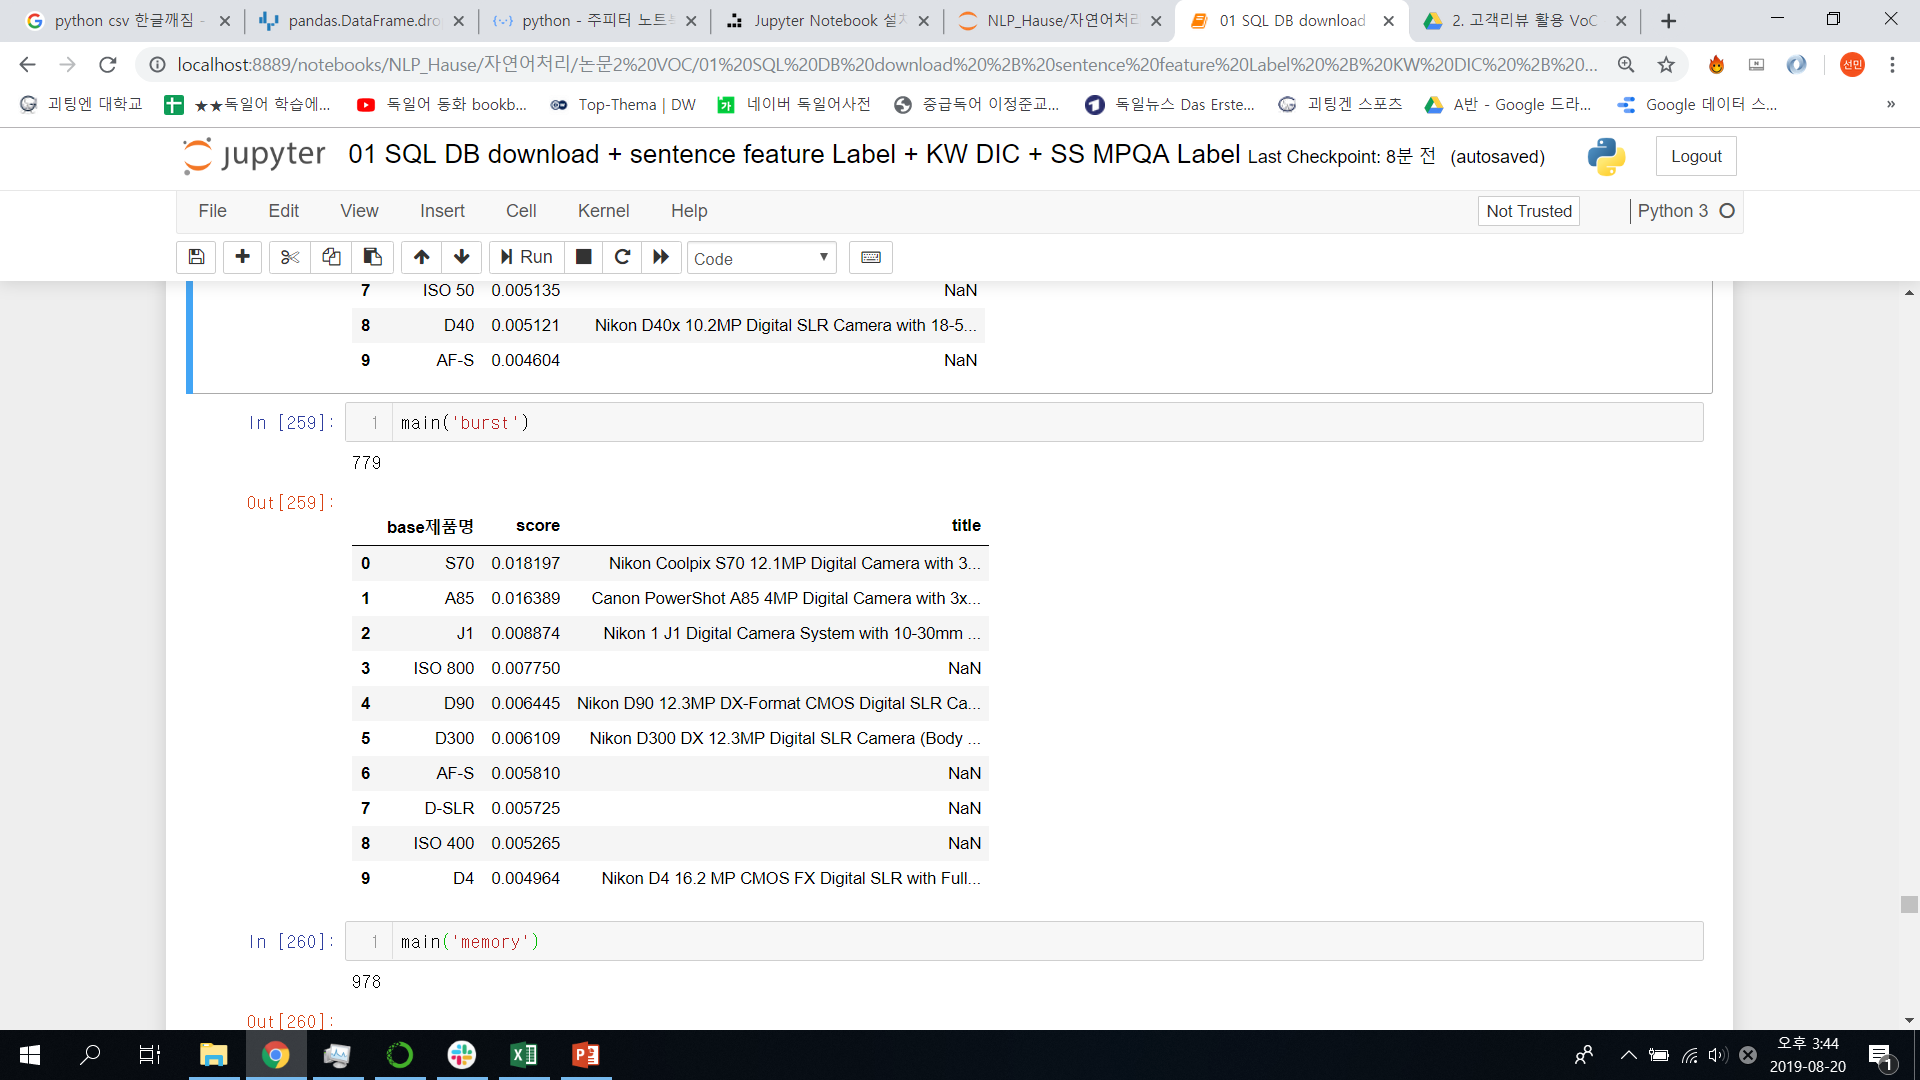 python csv 한글깨짐 -
pandas.DataFrame.dro
python - 주피터 노트북
Jupyter Notebook 설치
NLP_Hause/자연어처리
01 SQL DB download
2. 고객리뷰 활용 VoC
localhost:8889/notebooks/NLP_Hause/자연어처리/논문2%20VOC/01%20SQL%20DB%20download%20%2B%20sentence%20feature%20Label%20%2B%20KW%20DIC%20%2B%20...
선민
괴팅엔 대학교
★★독일어 학습에...
독일어 동화 bookb...
Top-Thema | DW
네이버 독일어사전
중급독어 이정준교...
독일뉴스 Das Erste...
괴팅겐 스포츠
A반 - Google 드라...
Google 데이터 스...
»
jupyter 01 SQL DB download + sentence feature Label + KW DIC + SS MPQA Label Last Checkpoint: 8분 전 (autosaved)
Logout
File Edit View Insert Cell Kernel Help
Not Trusted
Python 3
Run
Code
7 ISO 50 0.005135 NaN
8 D40 0.005121 Nikon D40x 10.2MP Digital SLR Camera with 18-5...
9 AF-S 0.004604 NaN
In [259]: 1 main('burst')
779
Out[259]:
base제품명 score title
0 S70 0.018197 Nikon Coolpix S70 12.1MP Digital Camera with 3...
1 A85 0.016389 Canon PowerShot A85 4MP Digital Camera with 3x...
2 J1 0.008874 Nikon 1 J1 Digital Camera System with 10-30mm ...
3 ISO 800 0.007750 NaN
4 D90 0.006445 Nikon D90 12.3MP DX-Format CMOS Digital SLR Ca...
5 D300 0.006109 Nikon D300 DX 12.3MP Digital SLR Camera (Body ...
6 AF-S 0.005810 NaN
7 D-SLR 0.005725 NaN
8 ISO 400 0.005265 NaN
9 D4 0.004964 Nikon D4 16.2 MP CMOS FX Digital SLR with Full...
In [260]: 1 main('memory')
978
Out[260]:
오후 3:44
2019-08-20
1